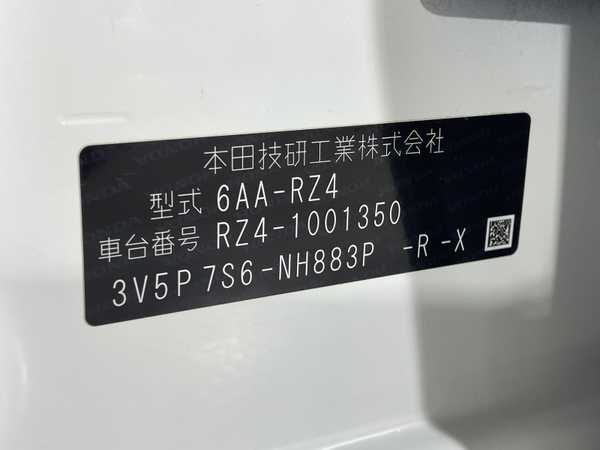 本田技研工業株式会社
型式 6AA-RZ4
車台番号 RZ4-1001350
3V5P 7S6-NH883P -R -X